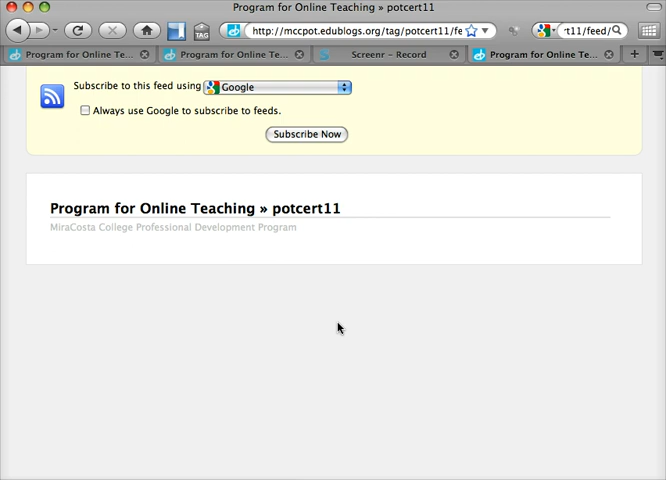 Program for Online Teaching » potcert11
http://mccpot.edublogs.org/tag/potcert11/fe
t11/feed/
TAG
Program for Online Te...
Program for Online Te...
Screenr – Record
Program for Online Te...
Subscribe to this feed using
Google
Always use Google to subscribe to feeds.
Subscribe Now
Program for Online Teaching » potcert11
MiraCosta College Professional Development Program